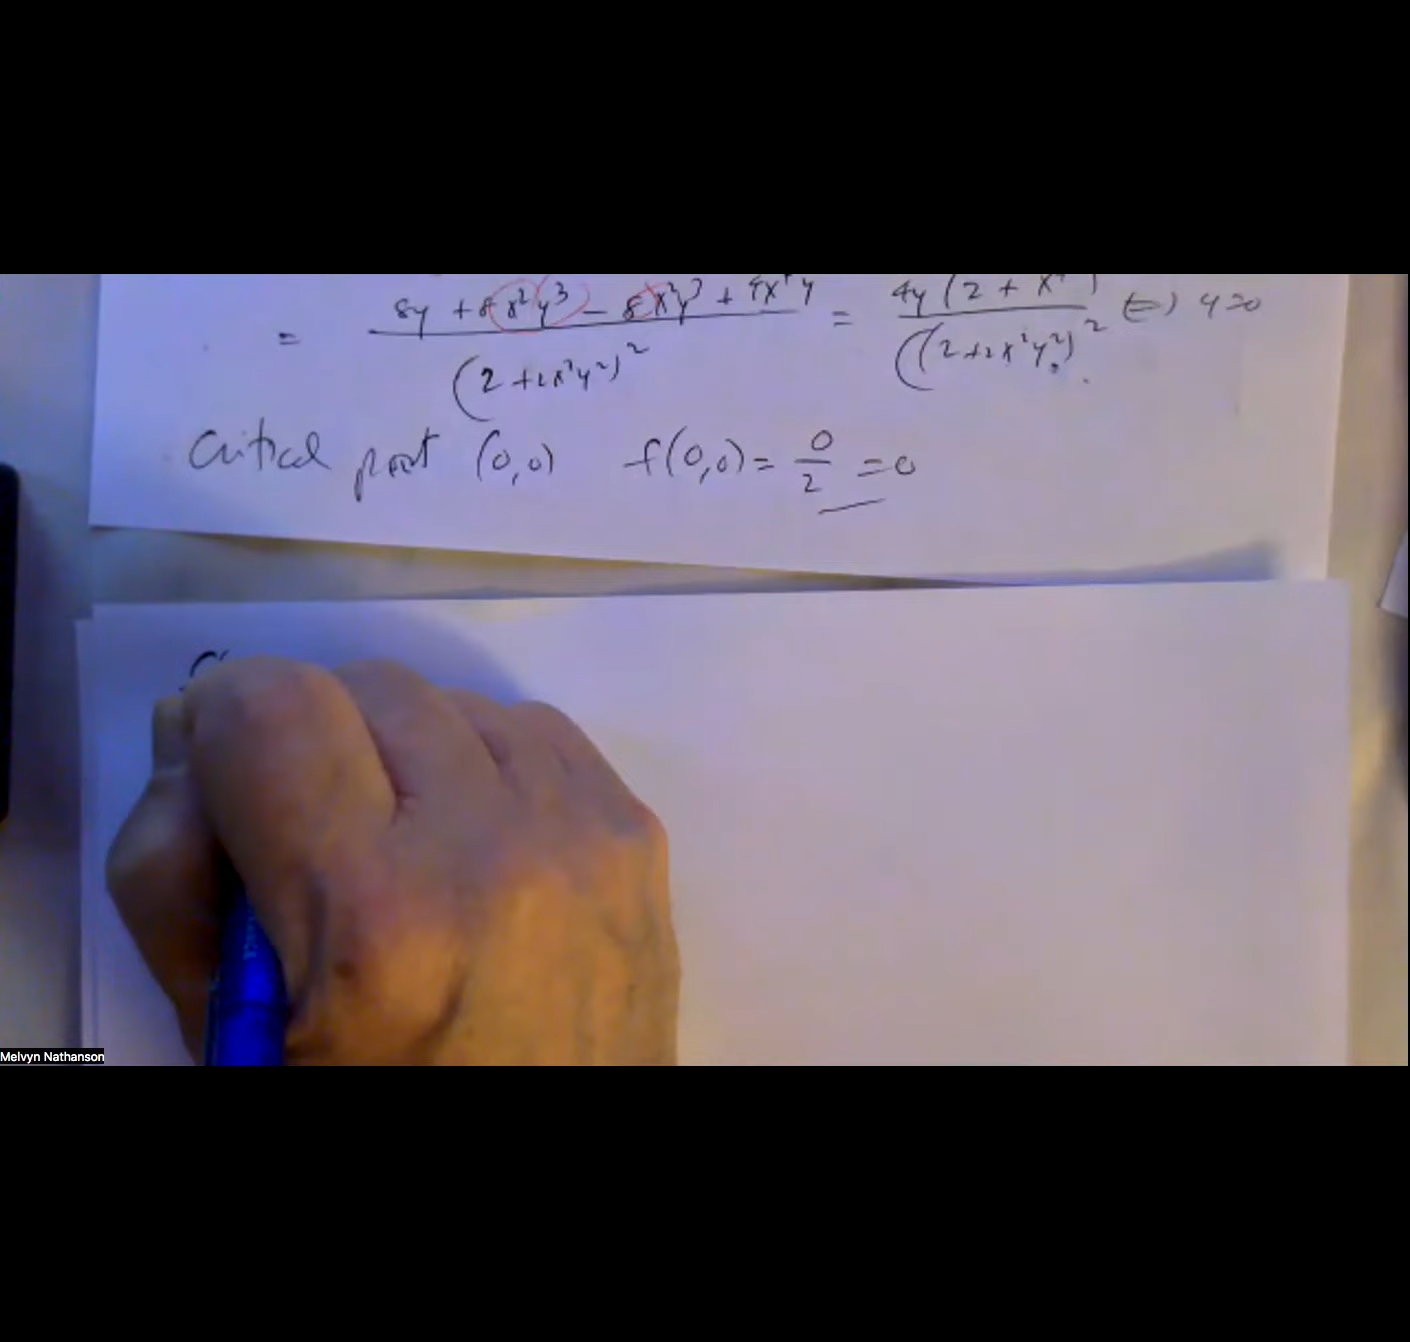 = 8y + 8x²y³ - 8x²y³ + 4x⁴y / (2 + 2x²y²)² = 4y (2 + x⁴) / ((2 + 2x²y²)² ⇔ y=0
Critical point (0,0) f(0,0) = 0/2 = 0
Melvyn Nathanson